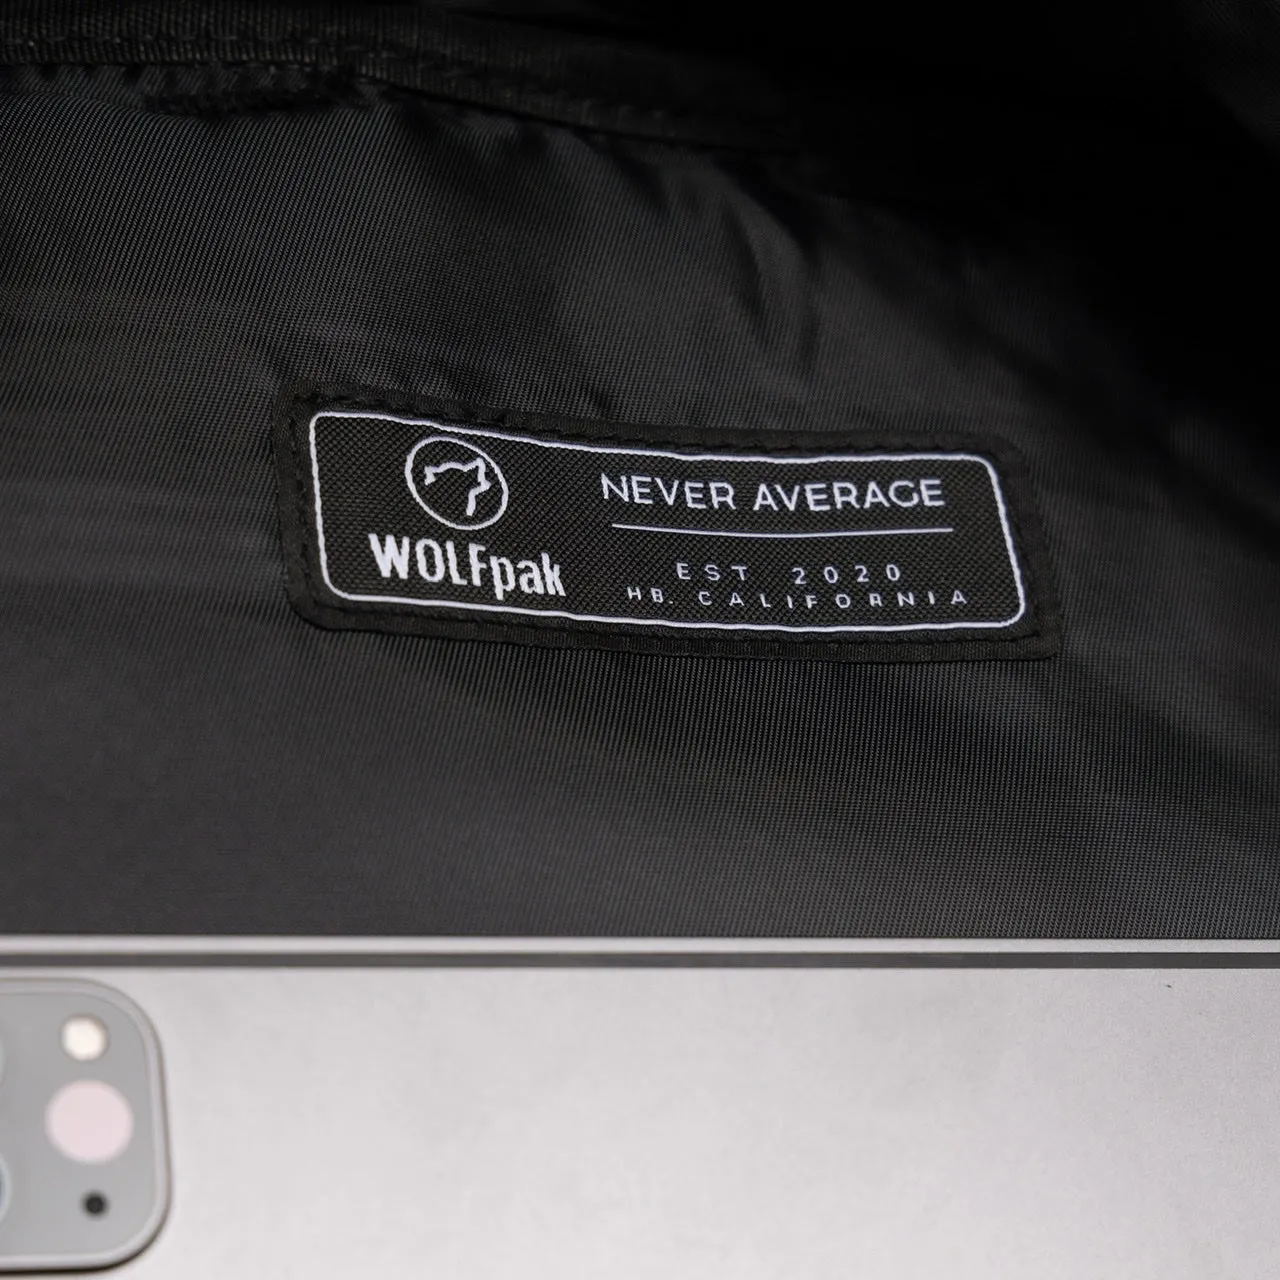 WOLFpak
NEVER AVERAGE
EST 2020
HB. CALIFORNIA